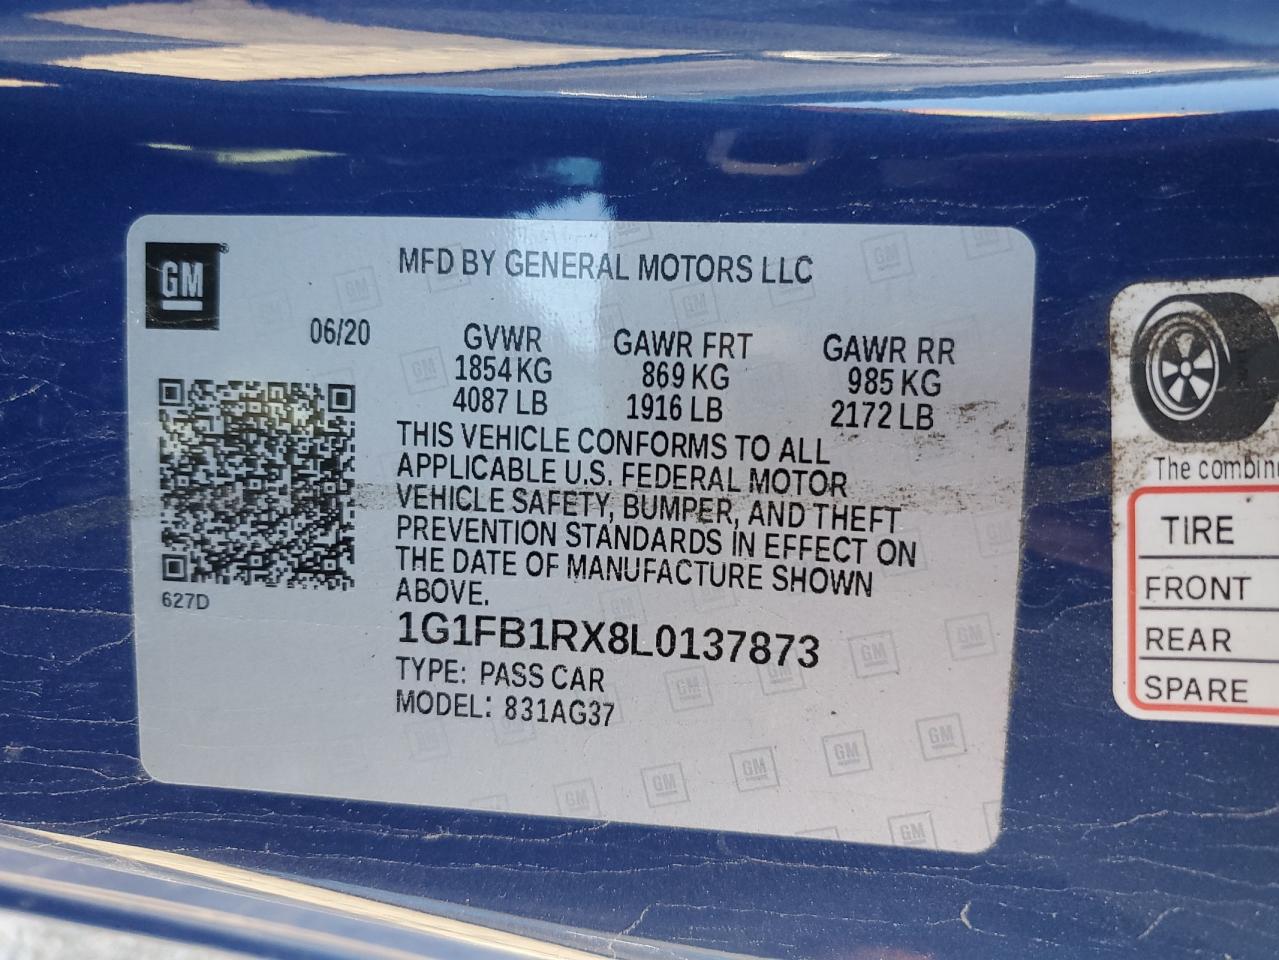 GM
MFD BY GENERAL MOTORS LLC
06/20
GVWR GAWR FRT GAWR RR
1854 KG 869 KG 985 KG
4087 LB 1916 LB 2172 LB
THIS VEHICLE CONFORMS TO ALL
APPLICABLE U.S. FEDERAL MOTOR
VEHICLE SAFETY, BUMPER, AND THEFT
PREVENTION STANDARDS IN EFFECT ON
THE DATE OF MANUFACTURE SHOWN
ABOVE.
627D
1G1FB1RX8L0137873
TYPE: PASS CAR
MODEL: 831AG37
The
TIRE
FRONT
REAR
SPARE